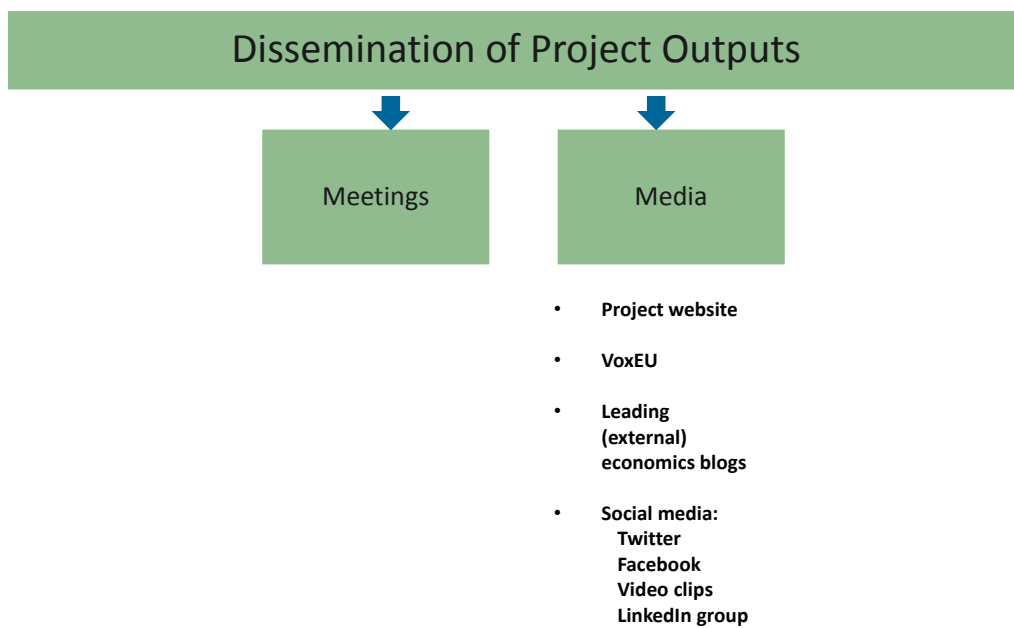 Dissemination of Project Outputs
Meetings
Media
• Project website
• VoxEU
• Leading
(external)
economics blogs
• Social media:
Twitter
Facebook
Video clips
LinkedIn group